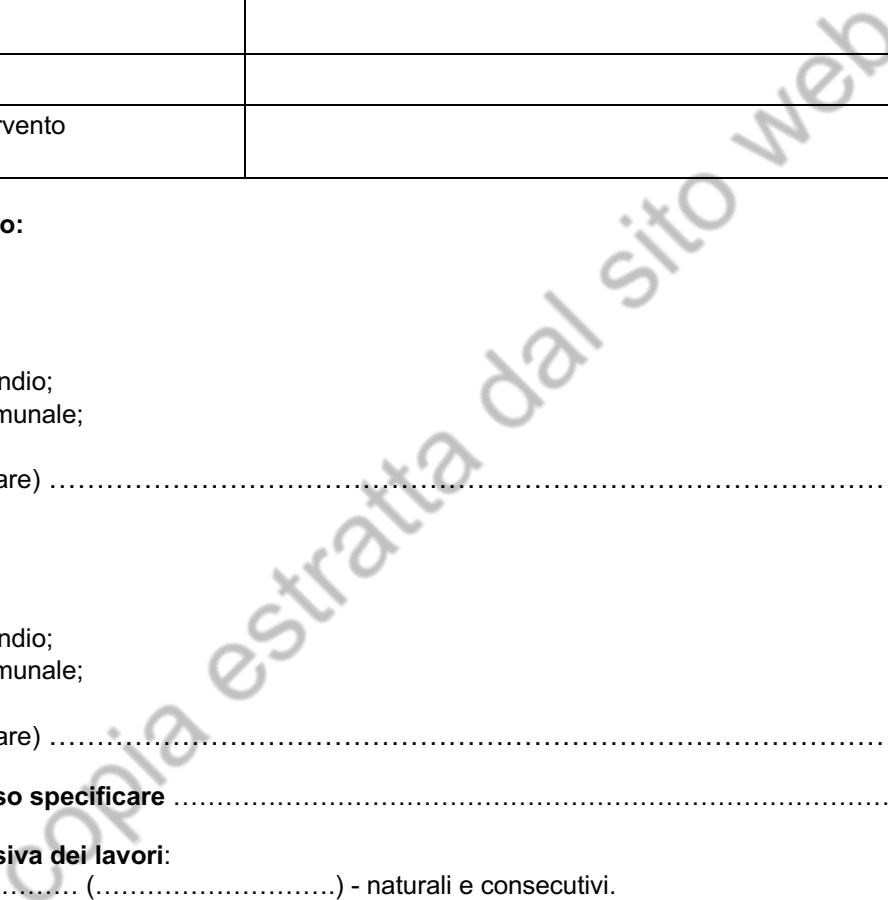 rvento
o:
ndio;
munale;
are) ……………………………………………………………………………
ndio;
munale;
are) ……………………………………………………………………………
so specificare …………………………………………………………………
siva dei lavori:
………. (……………………….) - naturali e consecutivi.
copia estratta dal sito web